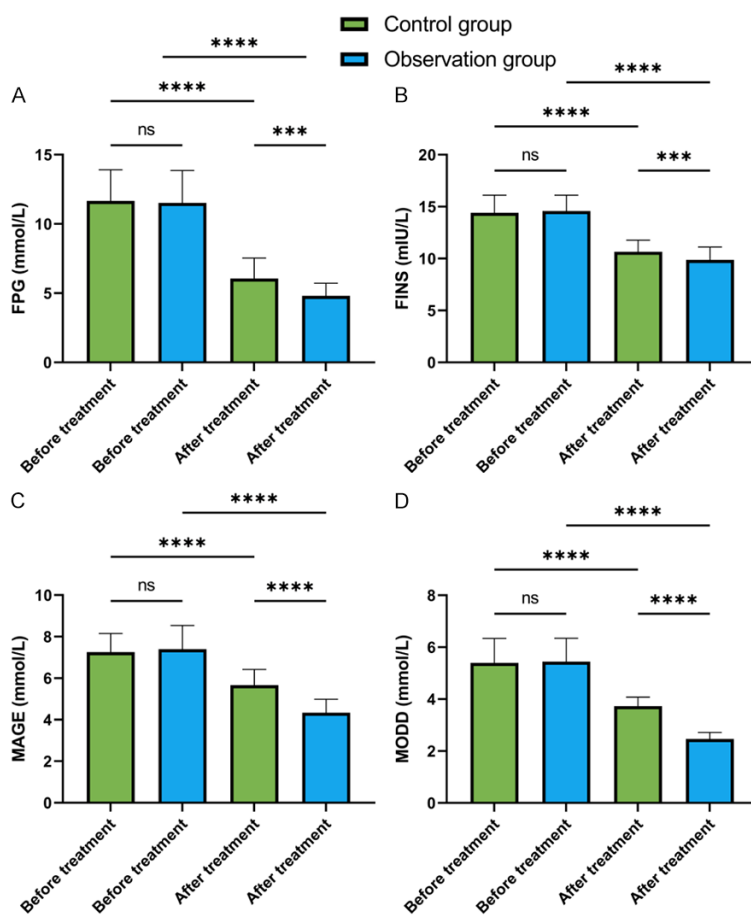 Control group
Observation group
A
****
****
ns
***
15
10
5
0
FPG (mmol/L)
Before treatment
Before treatment
After treatment
After treatment
B
****
****
ns
***
20
15
10
5
0
FINS (mIU/L)
Before treatment
Before treatment
After treatment
After treatment
C
****
****
ns
****
10
8
6
4
2
0
MAGE (mmol/L)
Before treatment
Before treatment
After treatment
After treatment
D
****
****
ns
****
8
6
4
2
0
MODD (mmol/L)
Before treatment
Before treatment
After treatment
After treatment